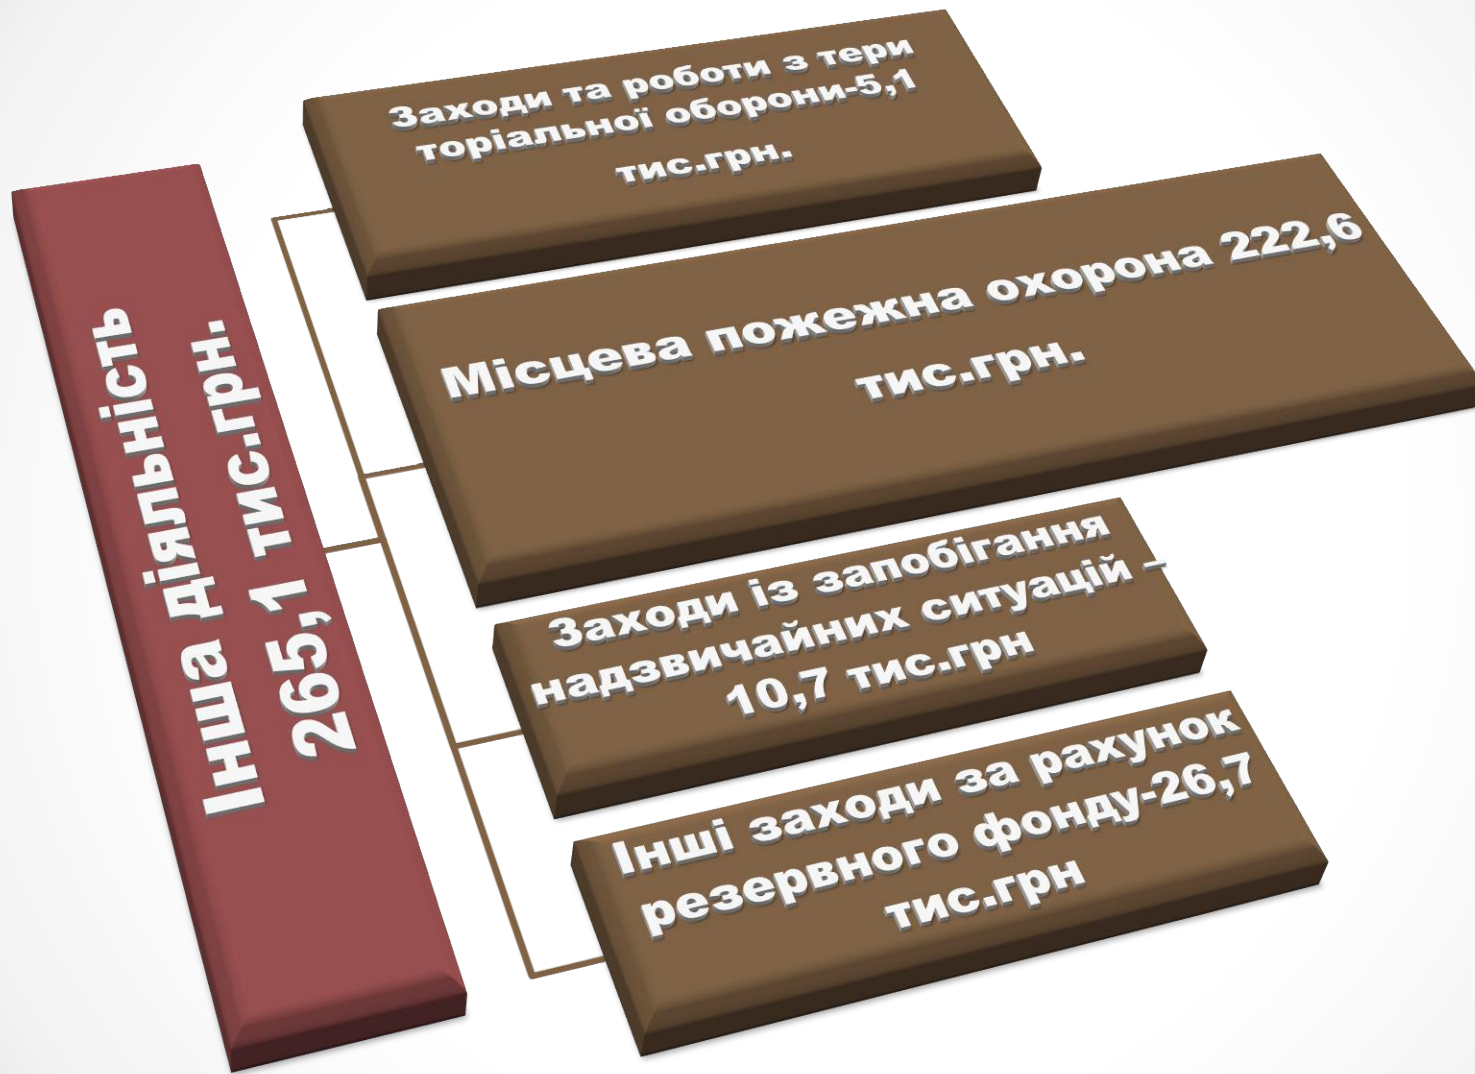 Інша діяльність
265,1 тис.грн.
Заходи та роботи з тери
торіальної оборони-5,1
тис.грн.
Місцева пожежна охорона 222,6
тис.грн.
Заходи із запобігання
надзвичайних ситуацій –
10,7 тис.грн
Інші заходи за рахунок
резервного фонду-26,7
тис.грн